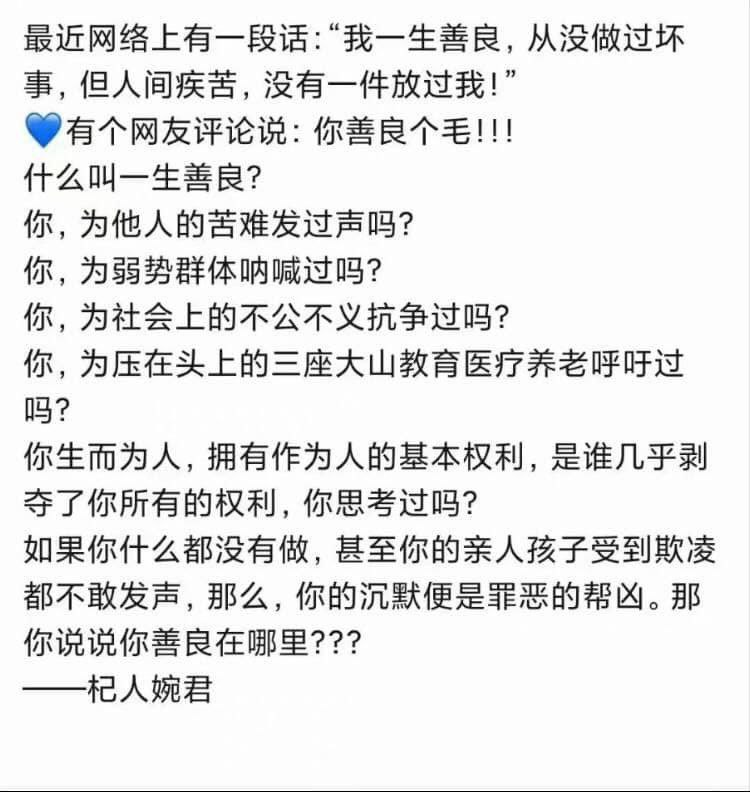 最近网络上有一段话:“我一生善良，从没做过坏
事，但人间疾苦，没有一件放过我!”
💙有个网友评论说：你善良个毛!!!
什么叫一生善良?
你，为他人的苦难发过声吗?
你，为弱势群体呐喊过吗?
你，为社会上的不公不义抗争过吗?
你，为压在头上的三座大山教育医疗养老呼吁过
吗?
你生而为人，拥有作为人的基本权利，是谁几乎剥
夺了你所有的权利，你思考过吗?
如果你什么都没有做，甚至你的亲人孩子受到欺凌
都不敢发声，那么，你的沉默便是罪恶的帮凶。那
你说说你善良在哪里???
——杞人婉君